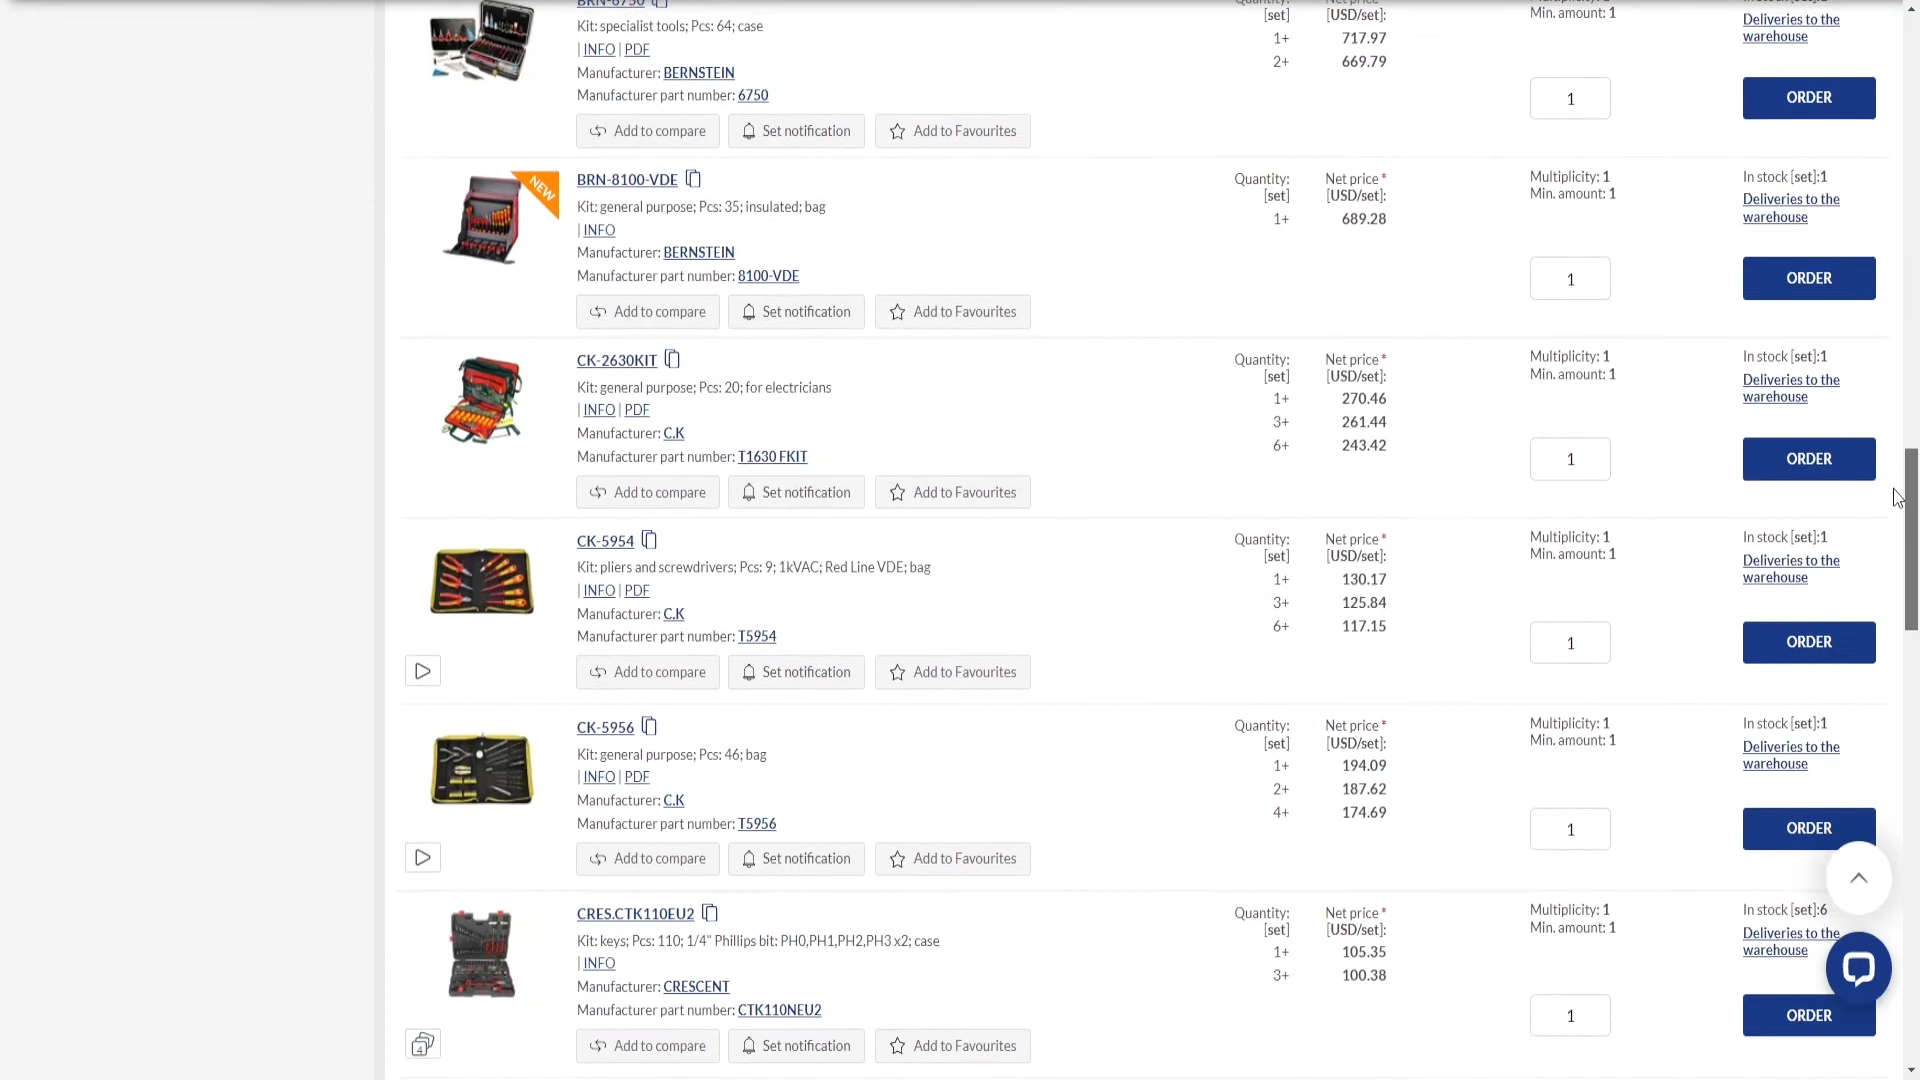 BRN-6750
Kit: specialist tools; Pcs: 64; case
| INFO | PDF
Manufacturer: BERNSTEIN
Manufacturer part number: 6750
Add to compare
Set notification
Add to Favourites
Quantity: Net price *
[set] [USD/set]:
1+ 717.97
2+ 669.79
Multiplicity: 1
Min. amount: 1
1
Deliveries to the
warehouse
ORDER
NEW
BRN-8100-VDE
Kit: general purpose; Pcs: 35; insulated; bag
| INFO
Manufacturer: BERNSTEIN
Manufacturer part number: 8100-VDE
Add to compare
Set notification
Add to Favourites
Quantity: Net price *
[set] [USD/set]:
1+ 689.28
Multiplicity: 1
Min. amount: 1
1
In stock [set]:1
Deliveries to the
warehouse
ORDER
CK-2630KIT
Kit: general purpose; Pcs: 20; for electricians
| INFO | PDF
Manufacturer: C.K
Manufacturer part number: T1630 FKIT
Add to compare
Set notification
Add to Favourites
Quantity: Net price *
[set] [USD/set]:
1+ 270.46
3+ 261.44
6+ 243.42
Multiplicity: 1
Min. amount: 1
1
In stock [set]:1
Deliveries to the
warehouse
ORDER
CK-5954
Kit: pliers and screwdrivers; Pcs: 9; 1kVAC; Red Line VDE; bag
| INFO | PDF
Manufacturer: C.K
Manufacturer part number: T5954
Add to compare
Set notification
Add to Favourites
Quantity: Net price *
[set] [USD/set]:
1+ 130.17
3+ 125.84
6+ 117.15
Multiplicity: 1
Min. amount: 1
1
In stock [set]:1
Deliveries to the
warehouse
ORDER
CK-5956
Kit: general purpose; Pcs: 46; bag
| INFO | PDF
Manufacturer: C.K
Manufacturer part number: T5956
Add to compare
Set notification
Add to Favourites
Quantity: Net price *
[set] [USD/set]:
1+ 194.09
2+ 187.62
4+ 174.69
Multiplicity: 1
Min. amount: 1
1
In stock [set]:1
Deliveries to the
warehouse
ORDER
CRES.CTK110EU2
Kit: keys; Pcs: 110; 1/4" Phillips bit: PH0,PH1,PH2,PH3 x2; case
| INFO
Manufacturer: CRESCENT
Manufacturer part number: CTK110NEU2
4
Add to compare
Set notification
Add to Favourites
Quantity: Net price *
[set] [USD/set]:
1+ 105.35
3+ 100.38
Multiplicity: 1
Min. amount: 1
1
In stock [set]:6
Deliveries to the
warehouse
ORDER